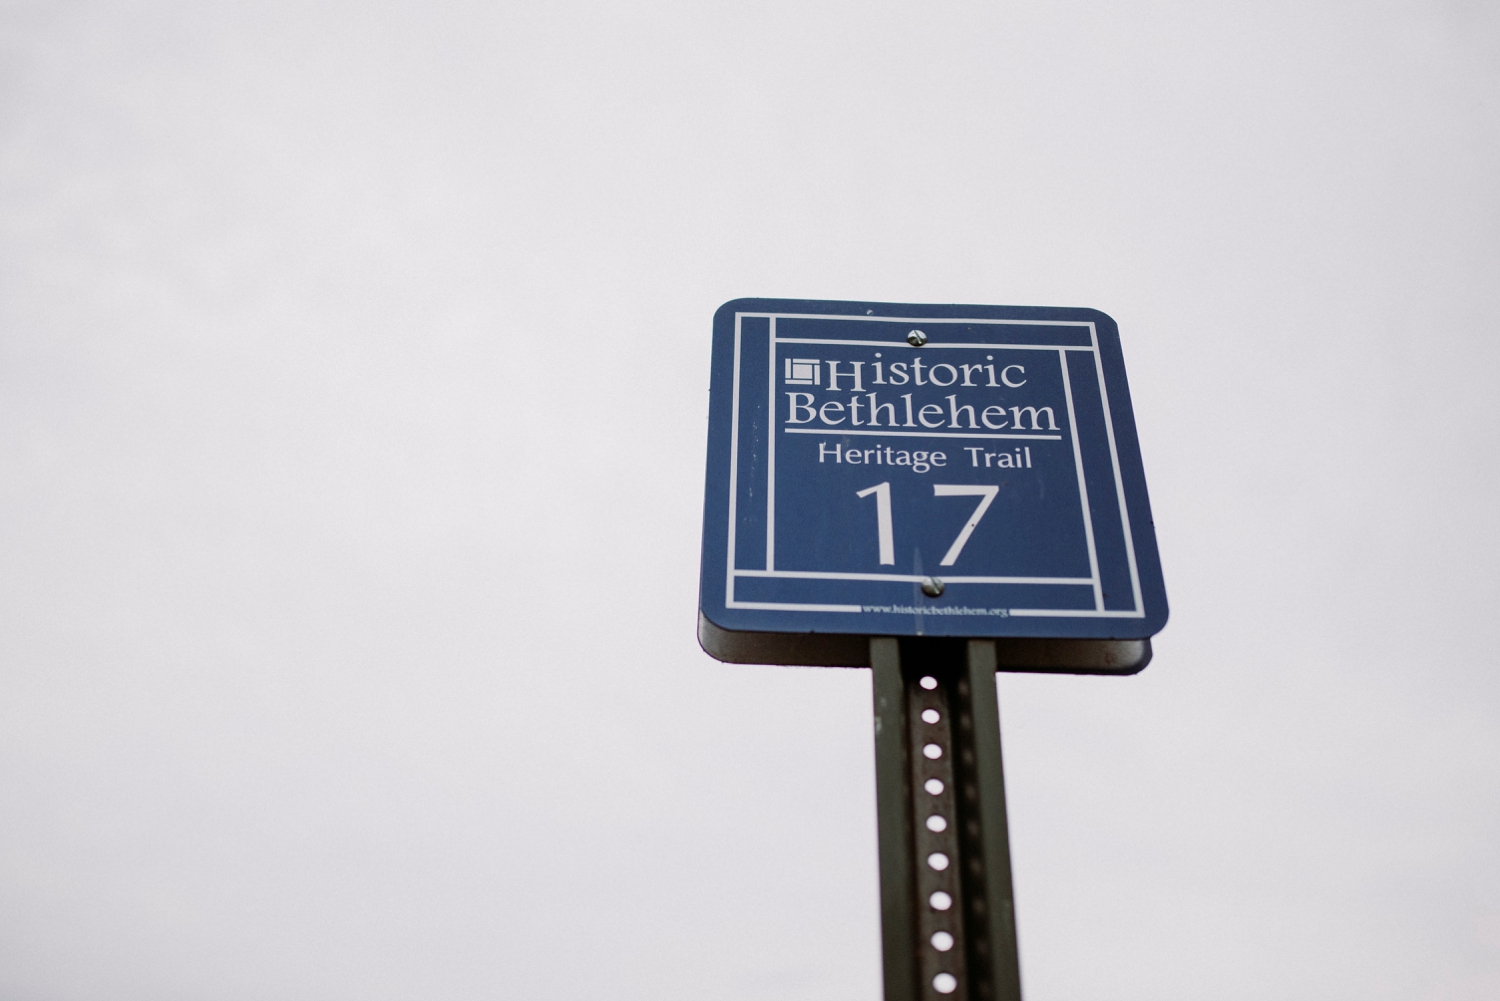 Historic
Bethlehem
Heritage Trail
17
www.historicbethlehem.org